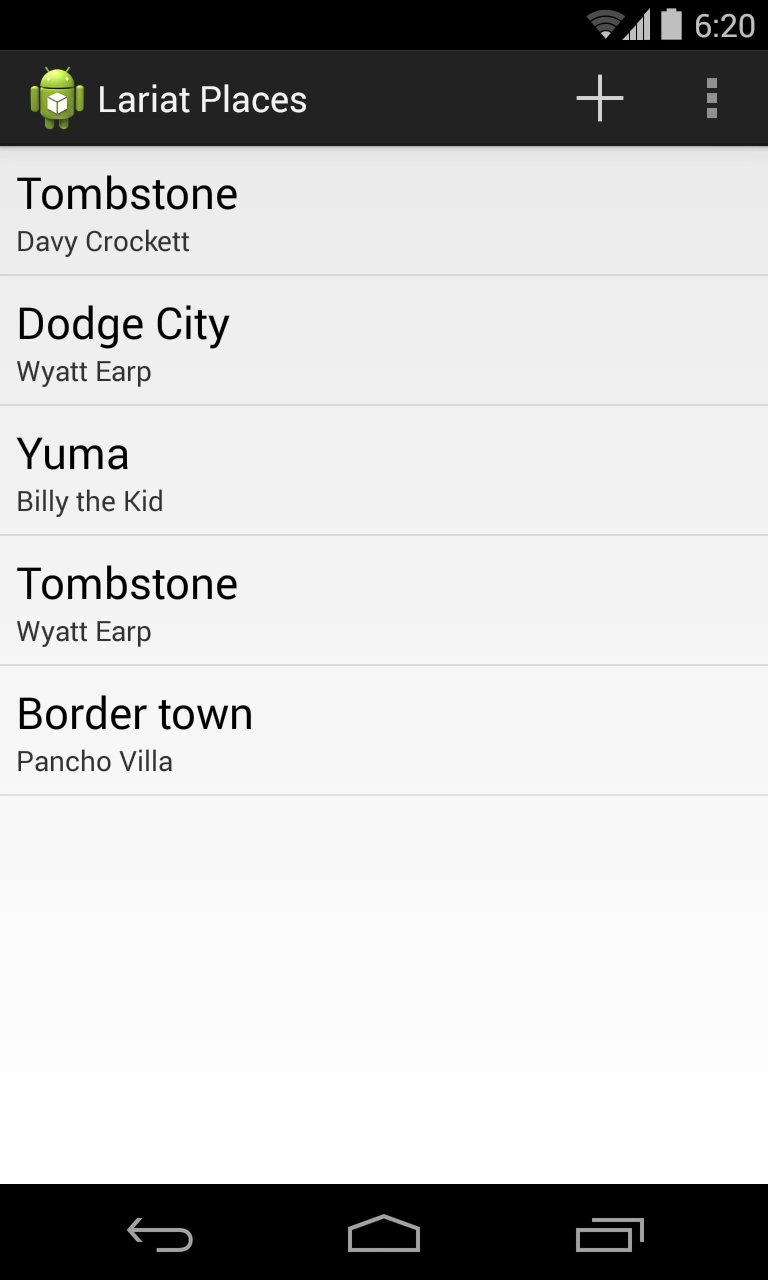 6:20
Lariat Places
Tombstone
Davy Crockett
Dodge City
Wyatt Earp
Yuma
Billy the Kid
Tombstone
Wyatt Earp
Border town
Pancho Villa